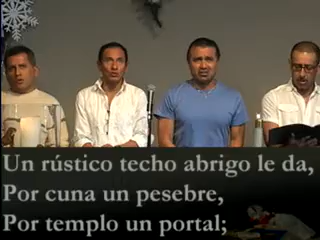 Un rústico techo abrigo le da,
Por cuna un pesebre,
Por templo un portal;